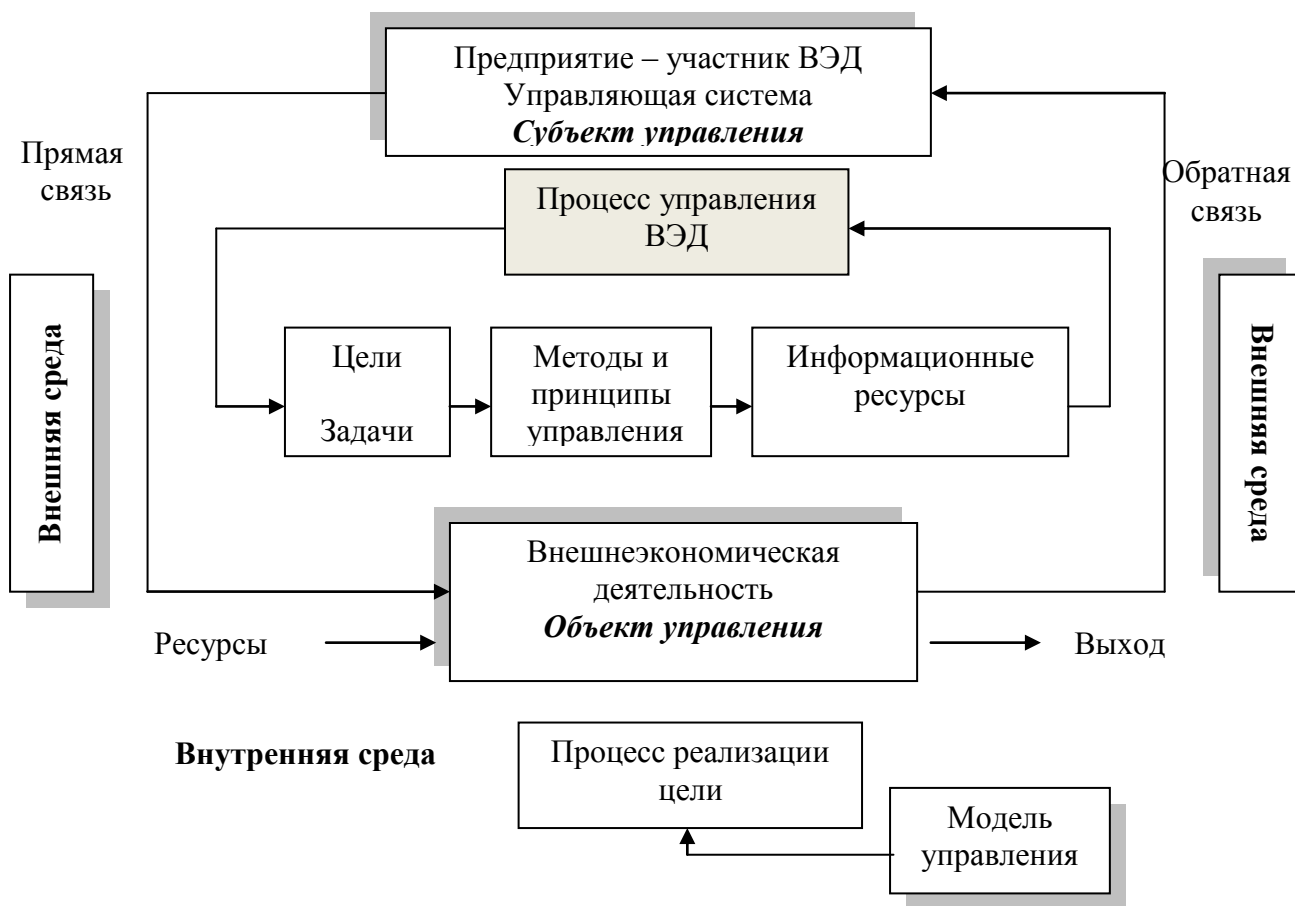 Предприятие – участник ВЭД
Управляющая система
Субъект управления
Прямая
связь
Обратная
связь
Процесс управления
ВЭД
Внешняя среда
Цели
Задачи
Методы и
принципы
управления
Информационные
ресурсы
Внешняя среда
Внешнеэкономическая
деятельность
Объект управления
Ресурсы
Выход
Внутренняя среда
Процесс реализации
цели
Модель
управления